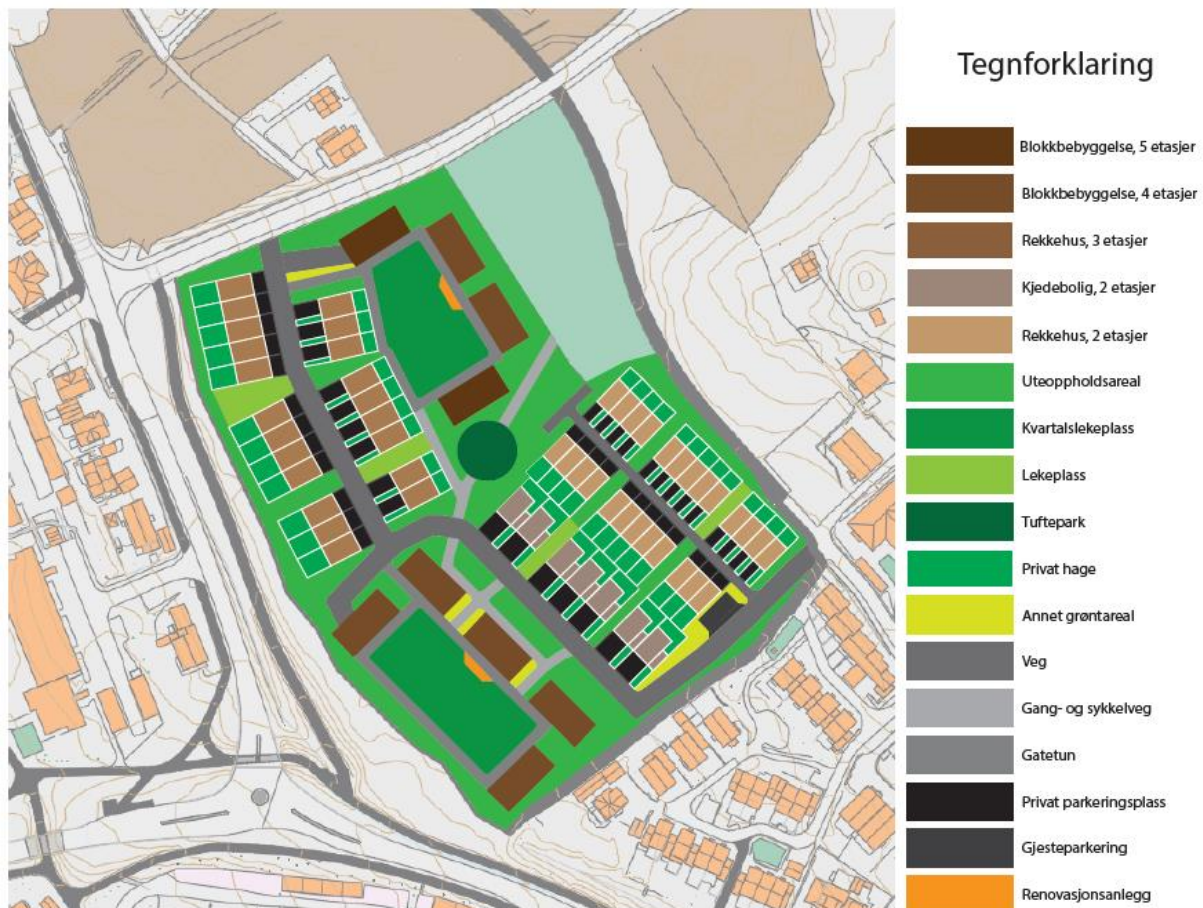 Tegnforklaring
Blokkbebyggelse, 5 etasjer
Blokkbebyggelse, 4 etasjer
Rekkehus, 3 etasjer
Kjedebolig, 2 etasjer
Rekkehus, 2 etasjer
Uteoppholdsareal
Kvartalslekeplass
Lekeplass
Tuftepark
Privat hage
Annet grøntareal
Veg
Gang- og sykkelveg
Gatetun
Privat parkeringsplass
Gjesteparkering
Renovasjonsanlegg